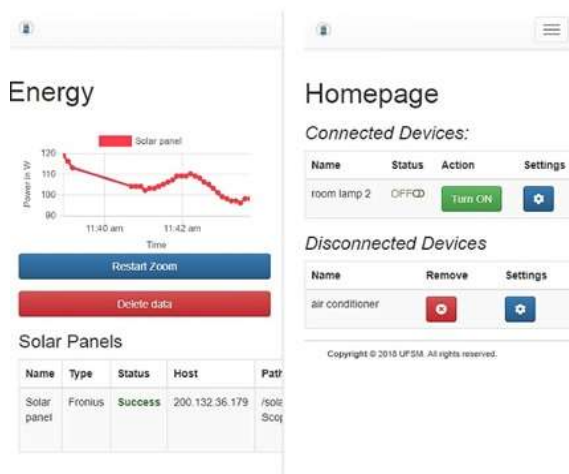 Energy
Solar panel
Power in W
120
110
100
90
11:40 am 11:42 am
Time
Restart Zoom
Delete data
Solar Panels
Name Type Status Host Path
Solar panel Fronius Success 200.132.36.179 /sola
Scop
Homepage
Connected Devices:
Name Status Action Settings
room lamp 2 OFF Turn ON
Disconnected Devices
Name Remove Settings
air conditioner
Copyright © 2018 UFSM. All rights reserved.